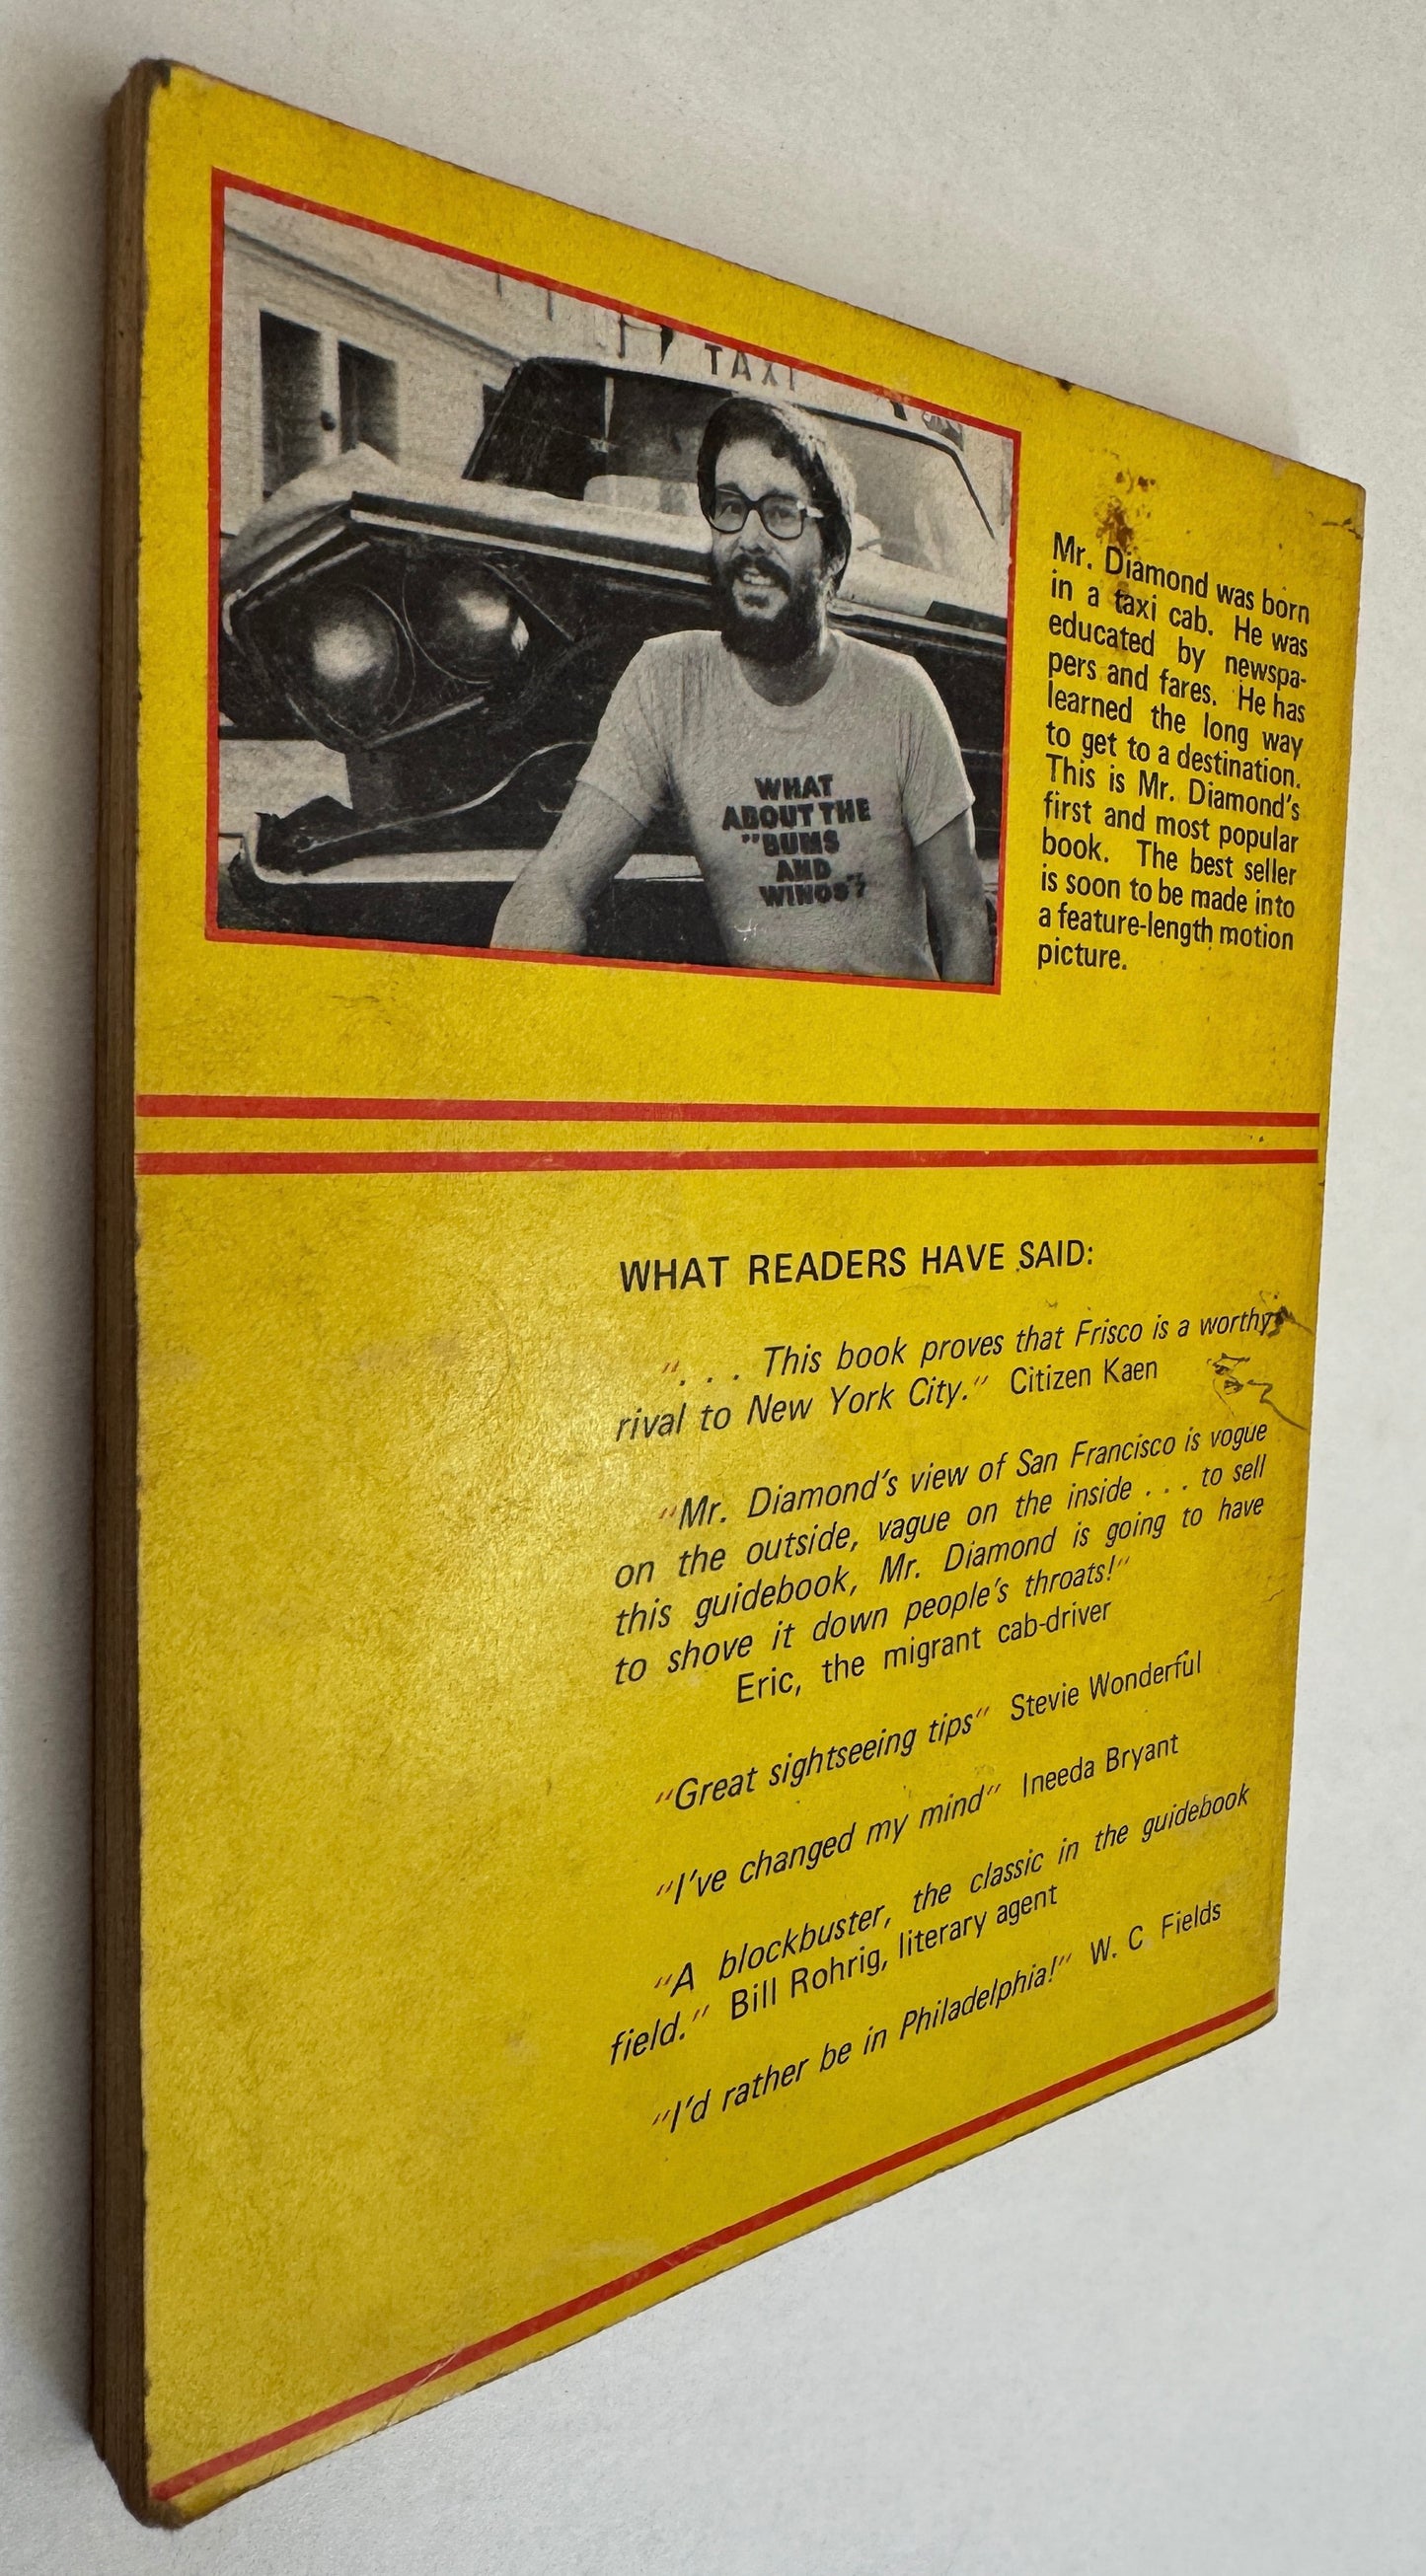 TAXI
WHAT
ABOUT THE
"BUMS
AND
WINOS"?
Mr. Diamond was born
in a taxi cab. He was
educated by newspa-
pers and fares. He has
learned the long way
to get to a destination.
This is Mr. Diamond's
first and most popular
book. The best seller
is soon to be made into
a feature-length motion
picture.
WHAT READERS HAVE SAID:
". . . This book proves that Frisco is a worthy
rival to New York City." Citizen Kaen
"Mr. Diamond's view of San Francisco is vogue
on the outside, vague on the inside . . . to sell
this guidebook, Mr. Diamond is going to have
to shove it down people's throats!"
Eric, the migrant cab-driver
"Great sightseeing tips" Stevie Wonderful
"I've changed my mind" Ineeda Bryant
"A blockbuster, the classic in the guidebook
field." Bill Rohrig, literary agent
"I'd rather be in Philadelphia!" W. C Fields